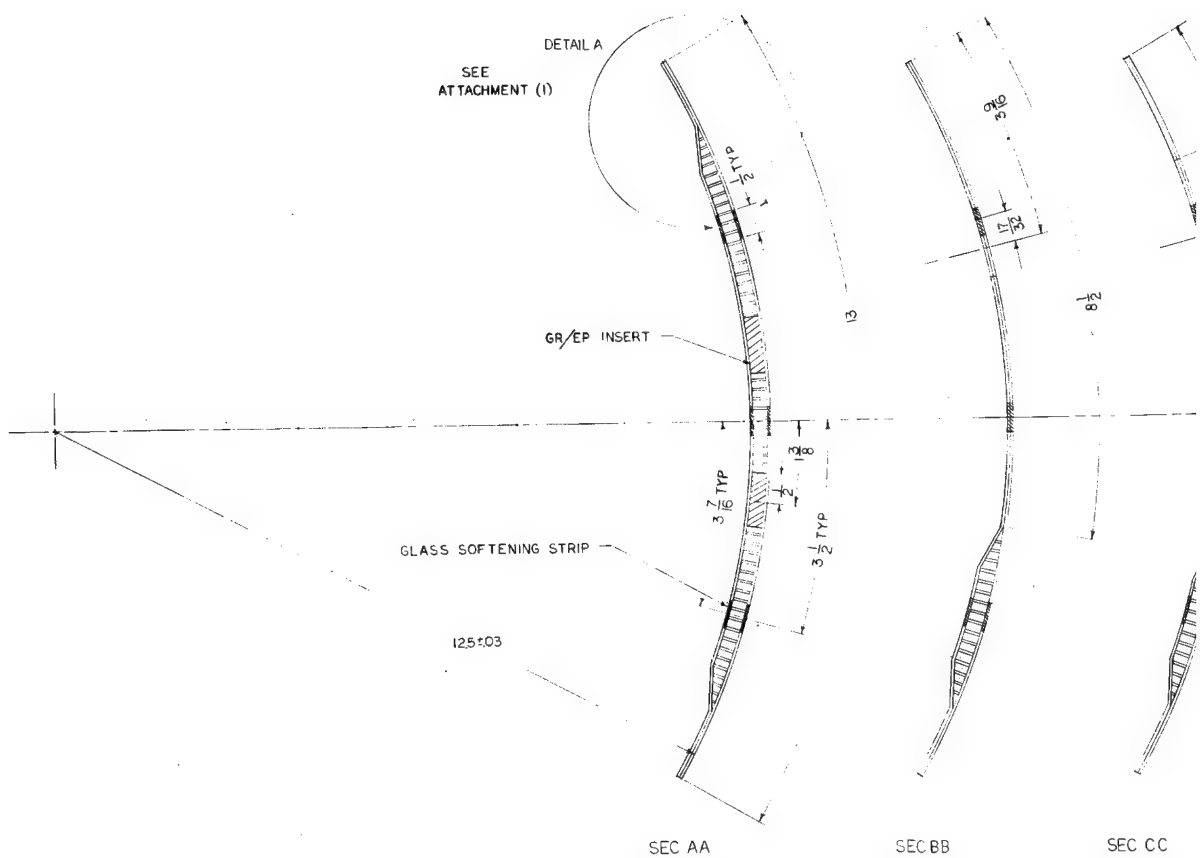 DETAIL A
SEE
ATTACHMENT (1)
1/2 TYP
3 9/16
17/32
8 1/2
13
GR/EP INSERT
1 3/8
3 7/16 TYP
1/2
3 1/2 TYP
GLASS SOFTENING STRIP
12.5±.03
SEC AA
SEC BB
SEC CC